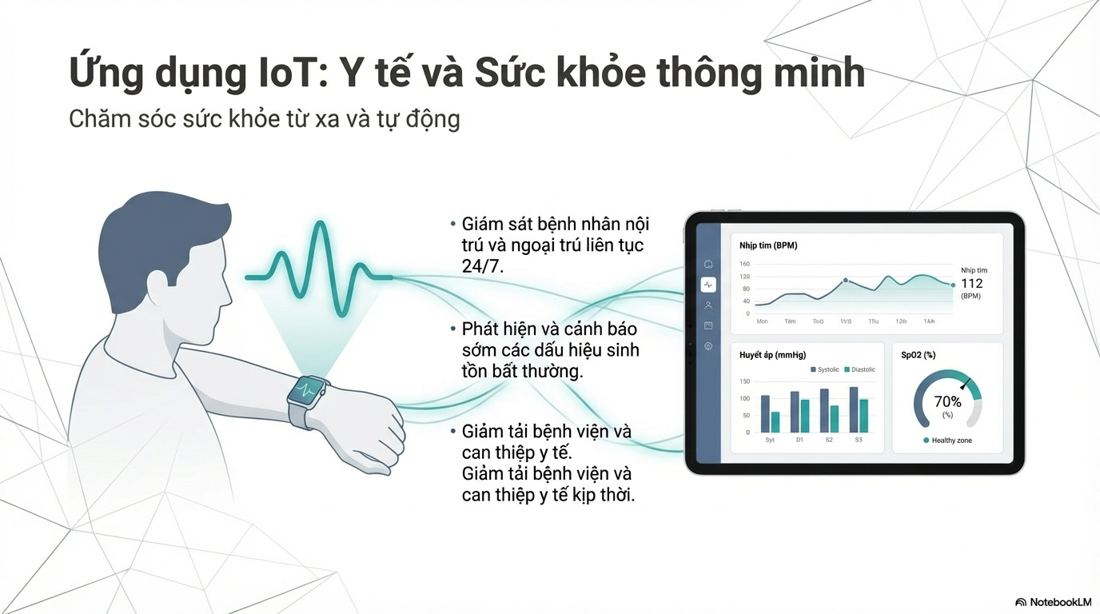 Ứng dụng IoT: Y tế và Sức khỏe thông minh
Chăm sóc sức khỏe từ xa và tự động
• Giám sát bệnh nhân nội
trú và ngoại trú liên tục
24/7.
• Phát hiện và cảnh báo
sớm các dấu hiệu sinh
tồn bất thường.
• Giảm tải bệnh viện và
can thiệp y tế.
Giảm tải bệnh viện và
can thiệp y tế kịp thời.
Nhịp tim (BPM)
160
120
80
40
0
Mon
Nhịp tim
112
(BPM)
Huyết áp (mmHg)
Systolic Diastolic
150
100
50
0
Syt D1 S2 S3
SpO2 (%)
70%
(%)
Healthy zone
NotebookLM